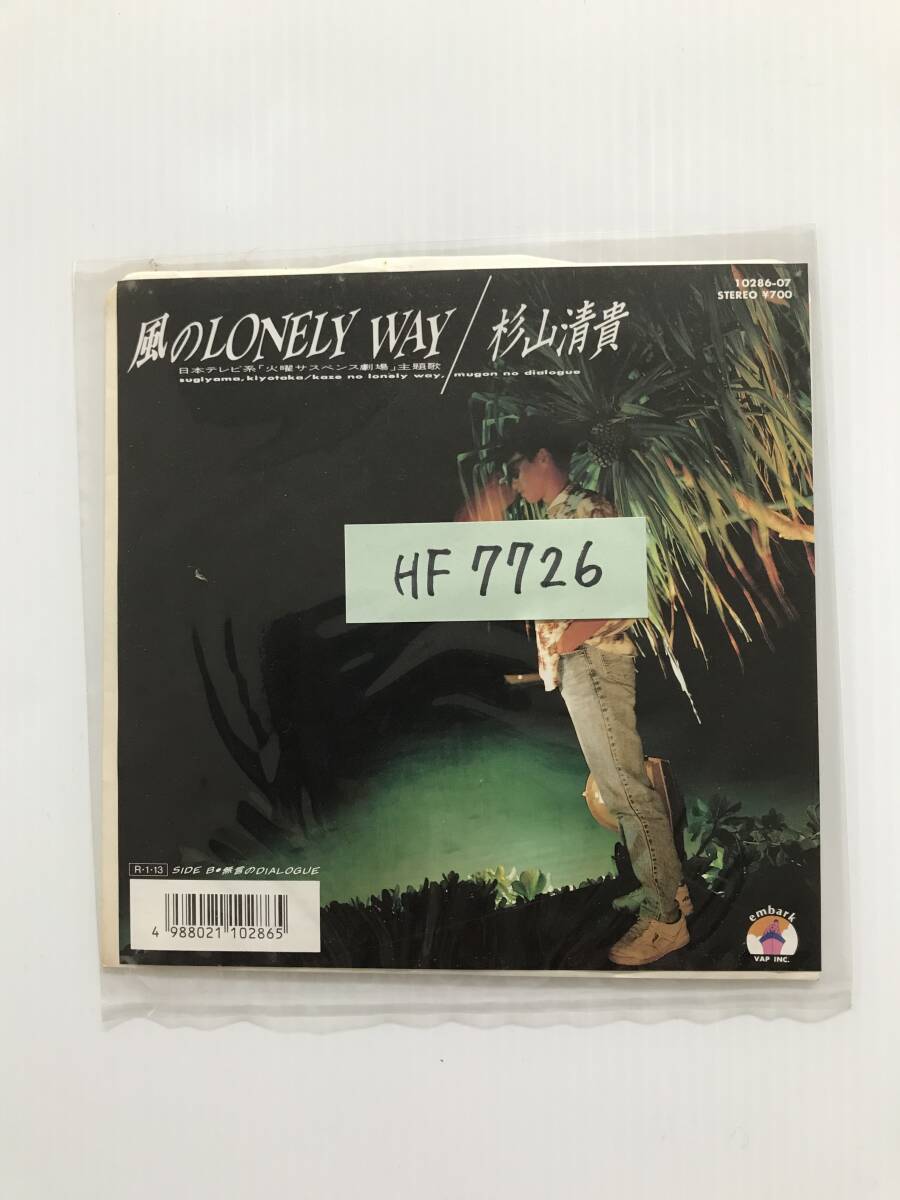 10286-07
STEREO ¥700
風のLONELY WAY/杉山清貴
日本テレビ系「火曜サスペンス劇場」主題歌
sugiyama, kiyotaka/kaze no lonely way, mugon no dialogue
HF 7726
R・1・13 SIDE B●無言のDIALOGUE
4 988021 102865
embark
VAP INC.